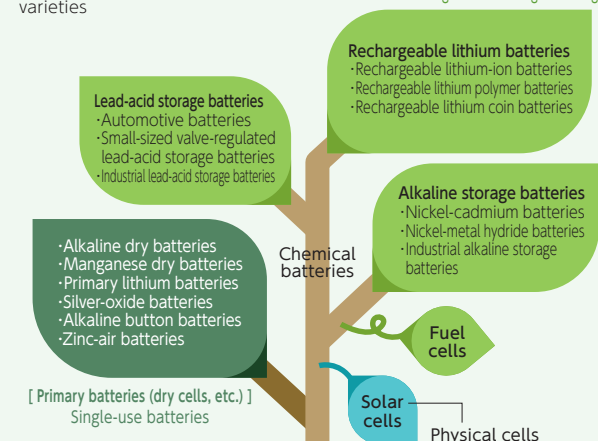 varieties
Rechargeable lithium batteries
·Rechargeable lithium-ion batteries
·Rechargeable lithium polymer batteries
·Rechargeable lithium coin batteries
Lead-acid storage batteries
·Automotive batteries
·Small-sized valve-regulated
lead-acid storage batteries
·Industrial lead-acid storage batteries
Alkaline storage batteries
·Nickel-cadmium batteries
·Nickel-metal hydride batteries
·Industrial alkaline storage
batteries
·Alkaline dry batteries
·Manganese dry batteries
·Primary lithium batteries
·Silver-oxide batteries
·Alkaline button batteries
·Zinc-air batteries
Chemical
batteries
Fuel
cells
[ Primary batteries (dry cells, etc.) ]
Single-use batteries
Solar
cells
Physical cells